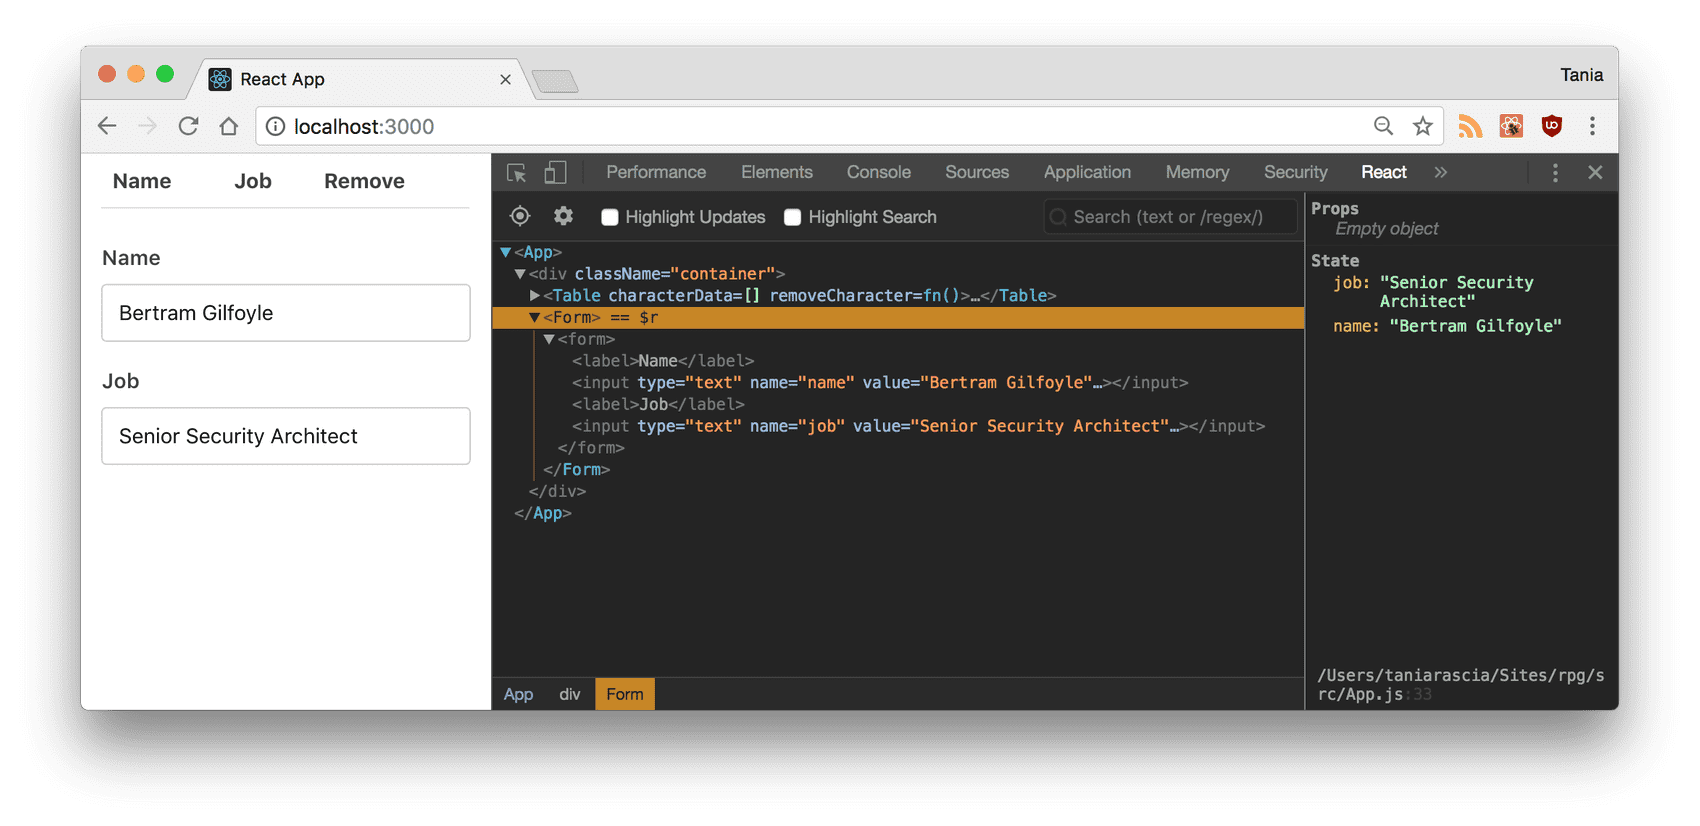 React App
Tania
localhost:3000
Name Job Remove
Name
Bertram Gilfoyle
Job
Senior Security Architect
Performance Elements Console Sources Application Memory Security React »
Highlight Updates Highlight Search Search (text or /regex/)
<App>
<div className="container">
<Table characterData=[] removeCharacter=fn()>…</Table>
<Form> == $r
<form>
<label>Name</label>
<input type="text" name="name" value="Bertram Gilfoyle"…></input>
<label>Job</label>
<input type="text" name="job" value="Senior Security Architect"…></input>
</form>
</Form>
</div>
</App>
App div Form
Props
Empty object
State
job: "Senior Security
Architect"
name: "Bertram Gilfoyle"
/Users/taniarascia/Sites/rpg/s
rc/App.js:33